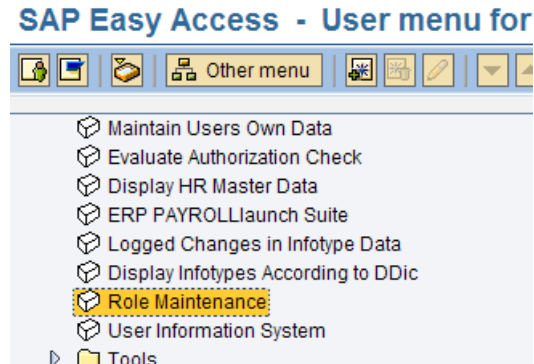 SAP Easy Access - User menu for
Other menu
Maintain Users Own Data
Evaluate Authorization Check
Display HR Master Data
ERP PAYROLLlaunch Suite
Logged Changes in Infotype Data
Display Infotypes According to DDic
Role Maintenance
User Information System
Tools